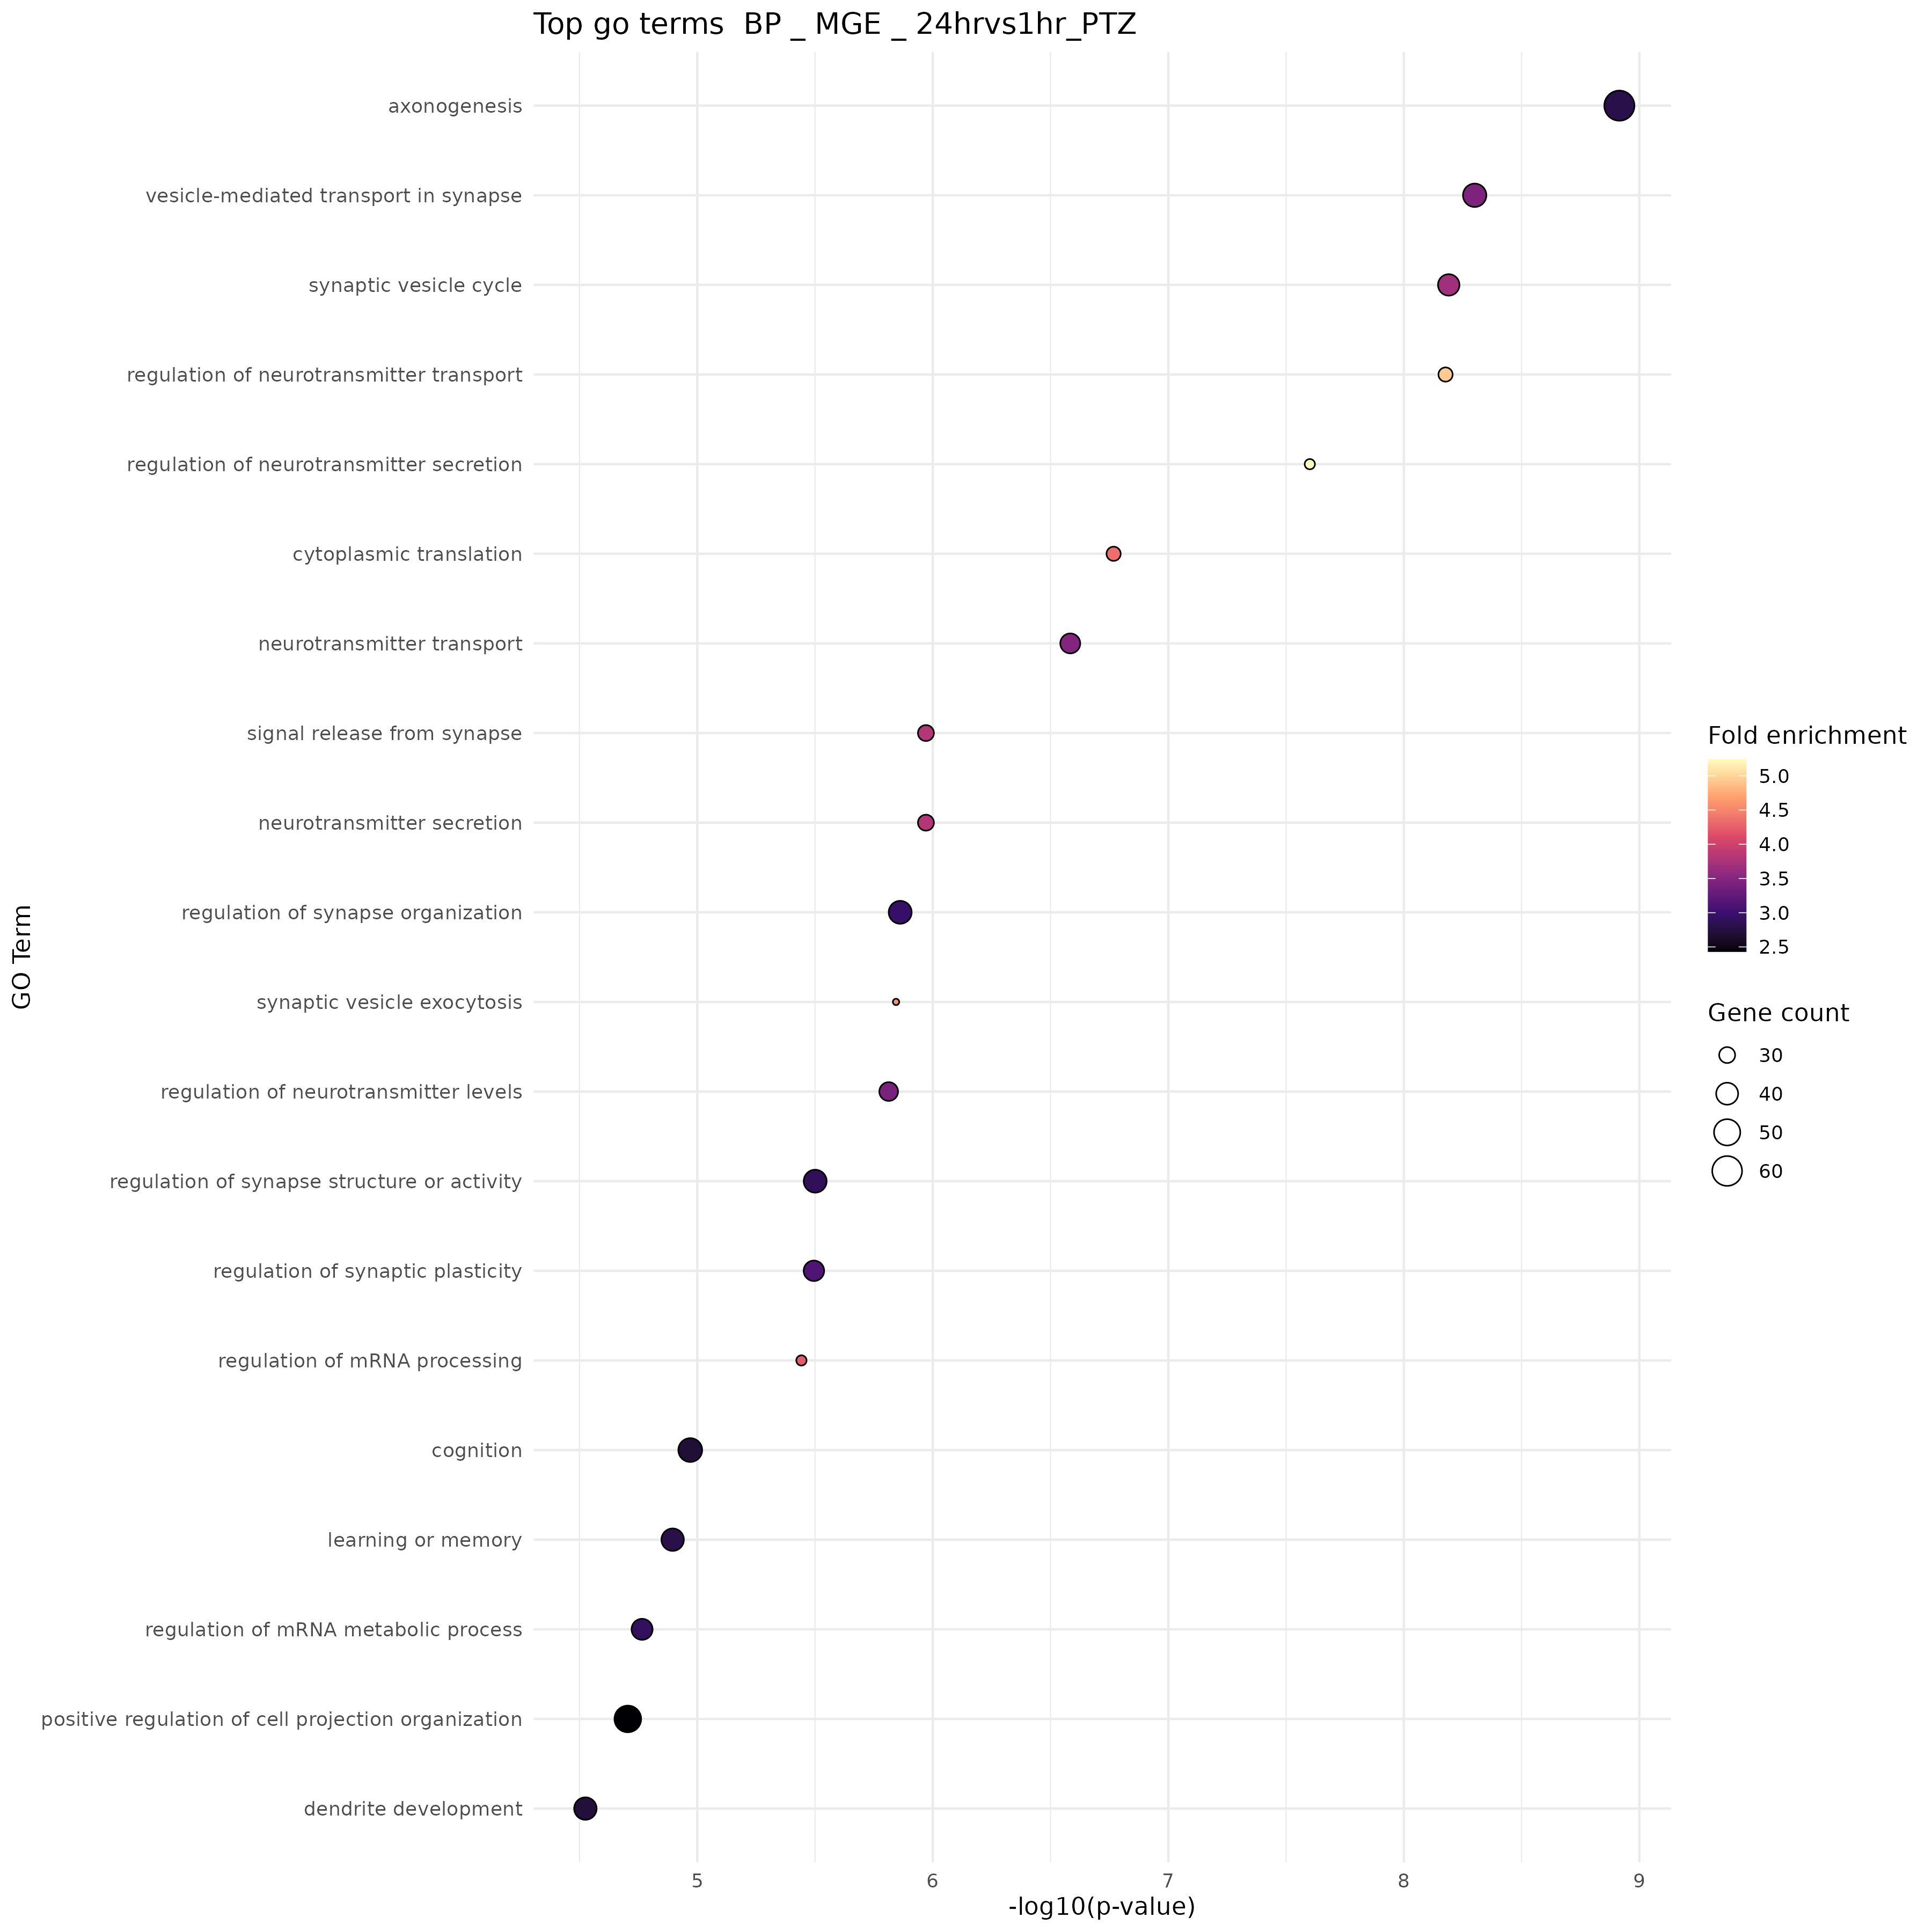 Top go terms  BP _ MGE _ 24hrvs1hr_PTZ
GO Term
axonogenesis
vesicle-mediated transport in synapse
synaptic vesicle cycle
regulation of neurotransmitter transport
regulation of neurotransmitter secretion
cytoplasmic translation
neurotransmitter transport
signal release from synapse
neurotransmitter secretion
regulation of synapse organization
synaptic vesicle exocytosis
regulation of neurotransmitter levels
regulation of synapse structure or activity
regulation of synaptic plasticity
regulation of mRNA processing
cognition
learning or memory
regulation of mRNA metabolic process
positive regulation of cell projection organization
dendrite development
5 6 7 8 9
-log10(p-value)
Fold enrichment
5.0
4.5
4.0
3.5
3.0
2.5
Gene count
30
40
50
60